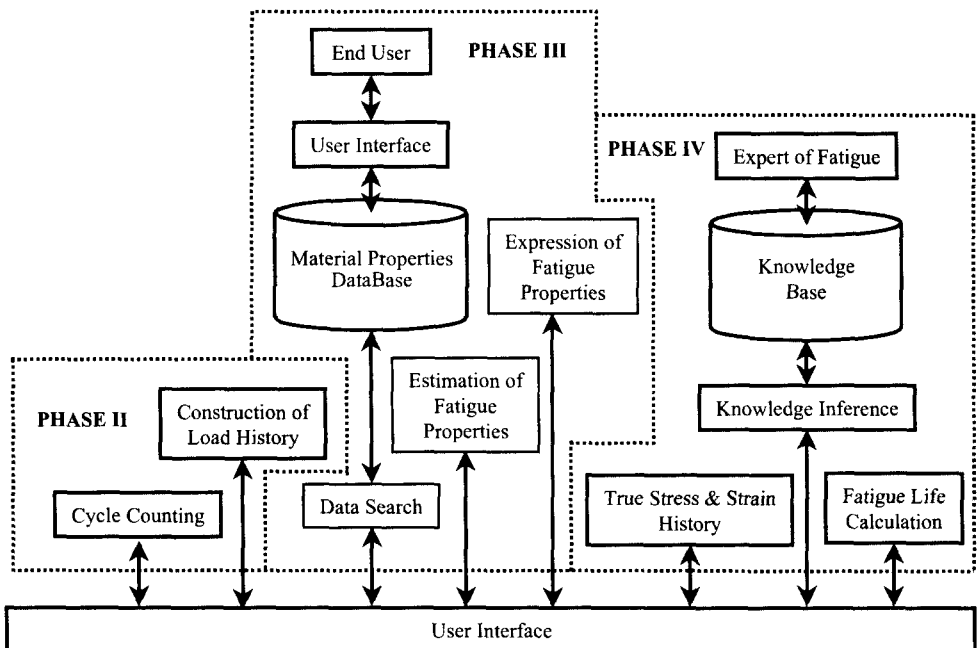 End User
PHASE III
User Interface
PHASE IV
Expert of Fatigue
Material Properties
DataBase
Expression of
Fatigue
Properties
Knowledge
Base
PHASE II
Construction of
Load History
Estimation of
Fatigue
Properties
Knowledge Inference
Cycle Counting
Data Search
True Stress & Strain
History
Fatigue Life
Calculation
User Interface